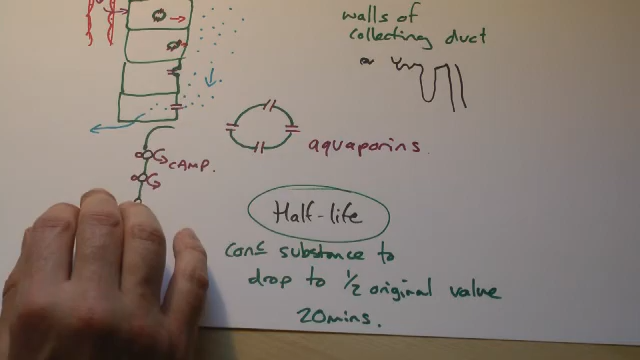 walls of
collecting duct
aquaporins.
cAMP.
Half-life
conc substance to
drop to 1/2 original value
20mins.